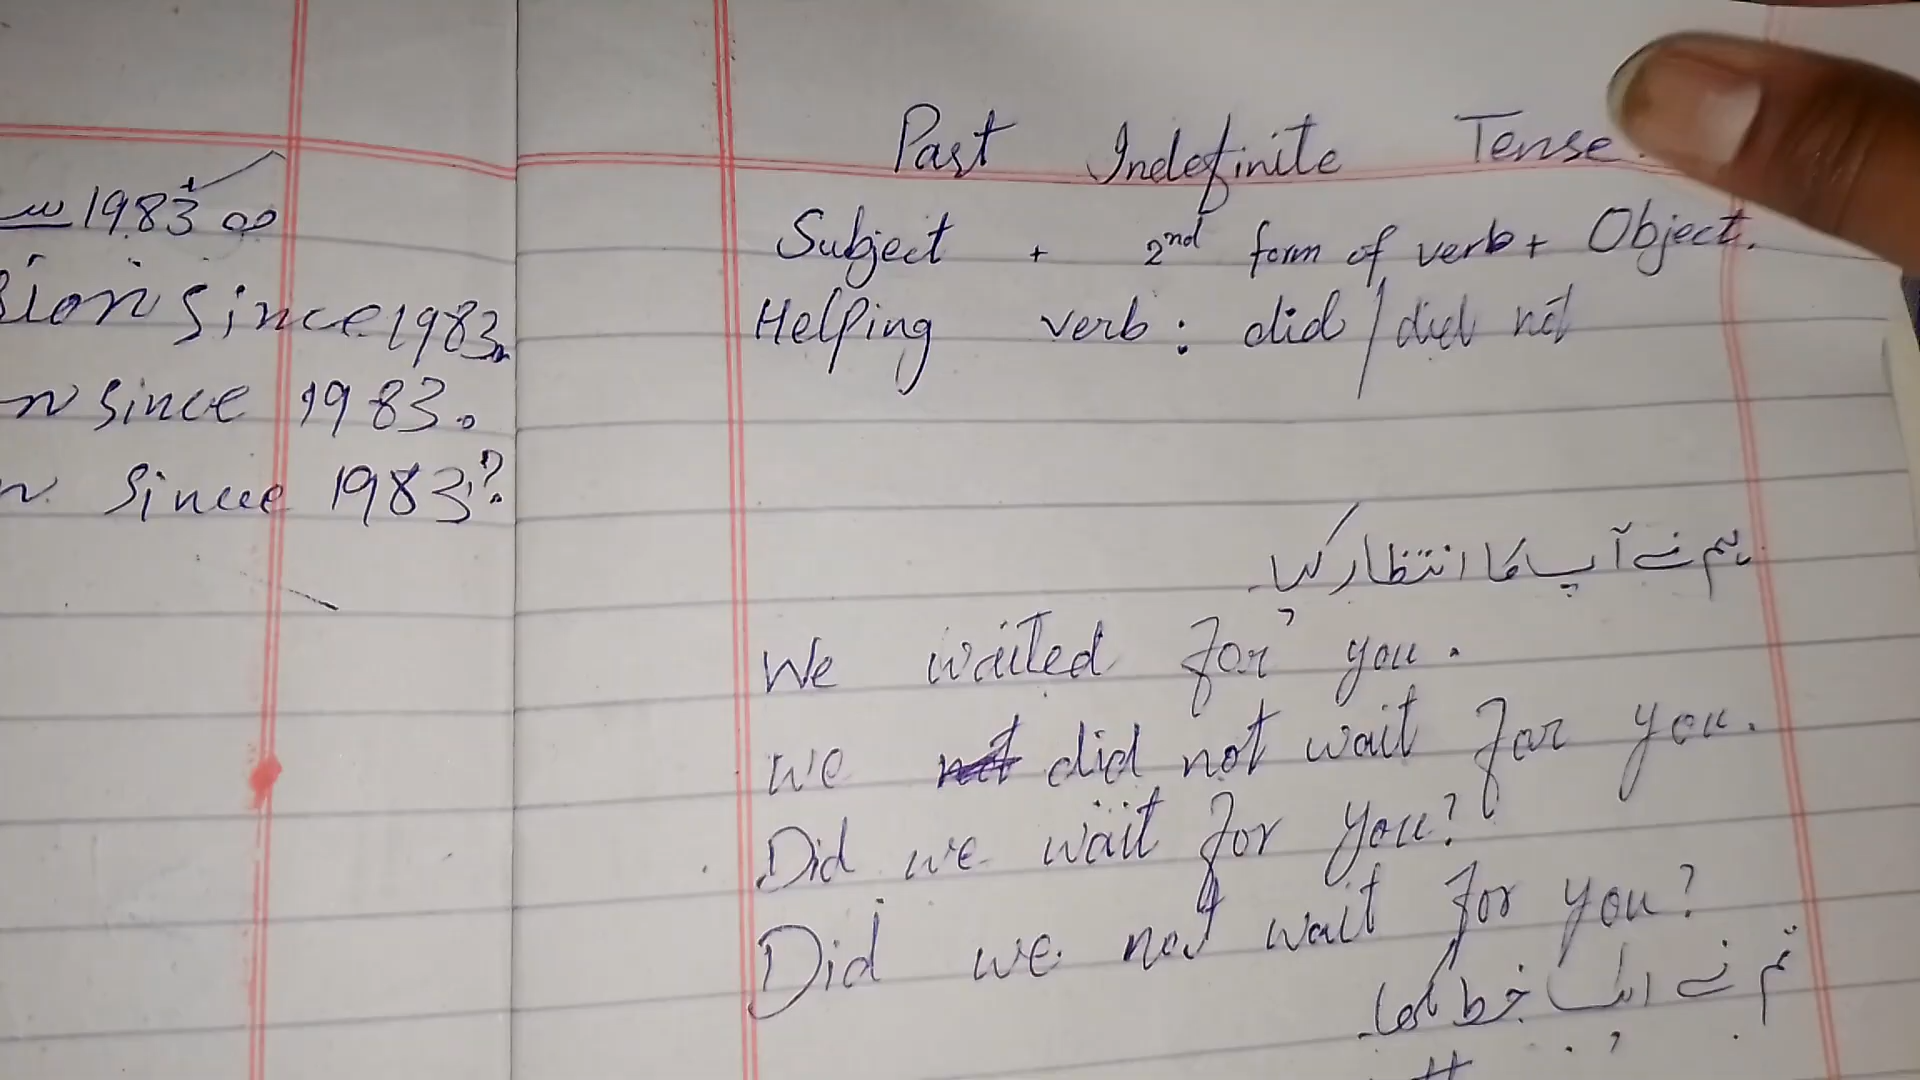 1983
sion since 1983.
n since 1983.
n since 1983?
Past Indefinite Tense.
Subject + 2nd form of verb + Object.
Helping verb: did / did not
ہم نے آپ کا انتظار کیا۔
We waited for you.
We did not wait for you.
Did we wait for you?
Did we not wait for you?
تم نے ایک خط لکھا۔